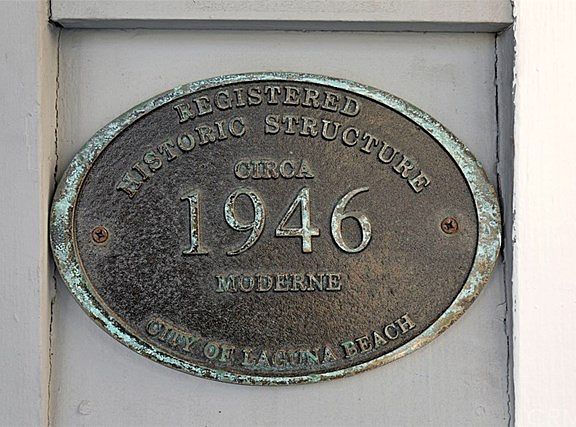 REGISTERED
HISTORIC STRUCTURE
CIRCA
1946
MODERNE
CITY OF LAGUNA BEACH